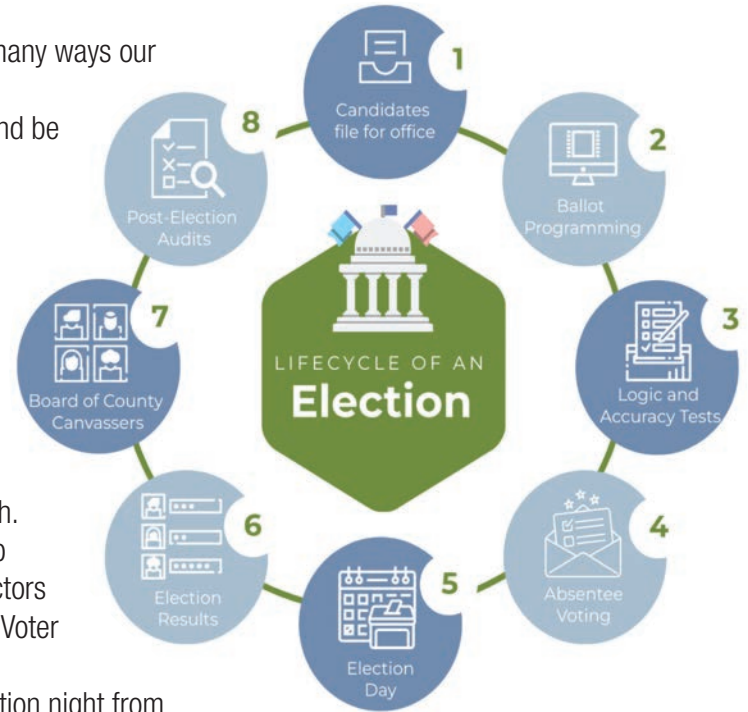 many ways our
nd be
h.
o
ctors
Voter
tion night from
1
Candidates
file for office
2
Ballot
Programming
3
Logic and
Accuracy Tests
4
Absentee
Voting
5
Election
Day
6
Election
Results
7
Board of County
Canvassers
8
Post-Election
Audits
LIFECYCLE OF AN
Election